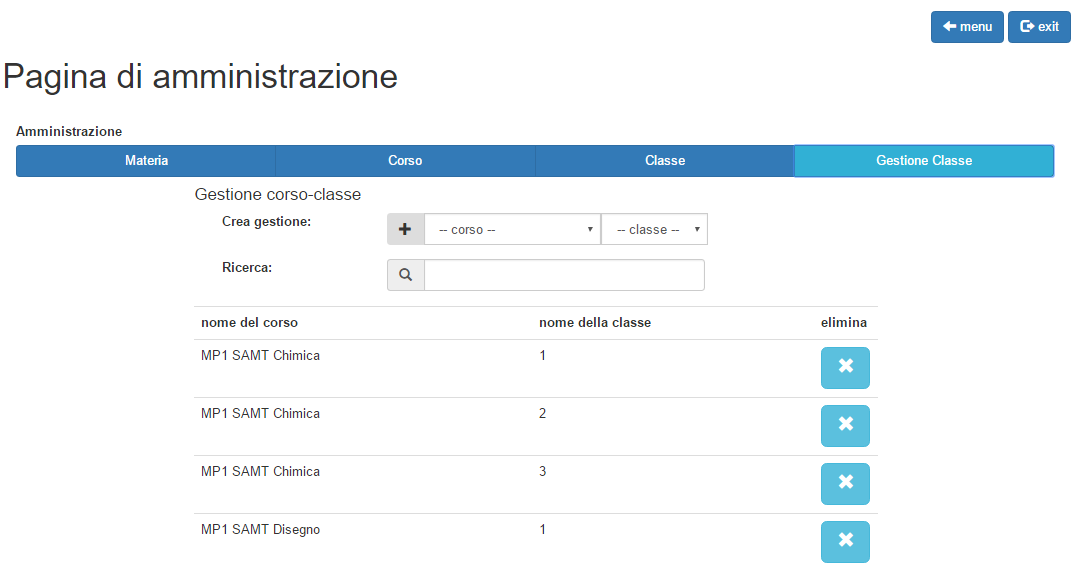 menu exit
Pagina di amministrazione
Amministrazione
Materia Corso Classe Gestione Classe
Gestione corso-classe
Crea gestione: -- corso -- -- classe --
Ricerca:
nome del corso nome della classe elimina
MP1 SAMT Chimica 1
MP1 SAMT Chimica 2
MP1 SAMT Chimica 3
MP1 SAMT Disegno 1